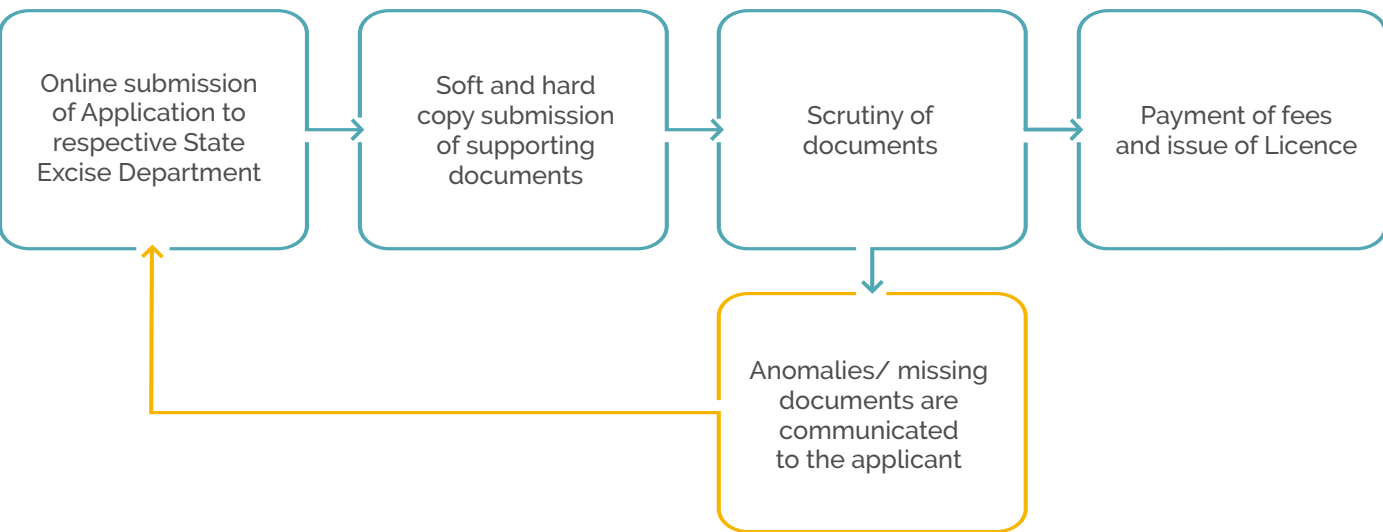 Online submission
of Application to
respective State
Excise Department
Soft and hard
copy submission
of supporting
documents
Scrutiny of
documents
Payment of fees
and issue of Licence
Anomalies/ missing
documents are
communicated
to the applicant